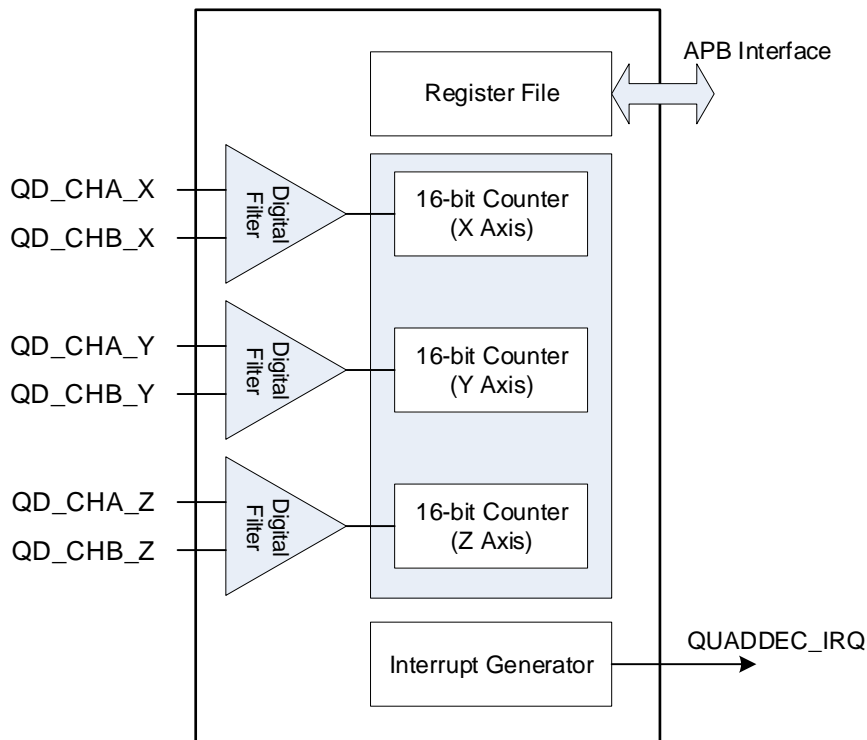 APB Interface
Register File
QD_CHA_X
QD_CHB_X
Digital
Filter
16-bit Counter
(X Axis)
QD_CHA_Y
QD_CHB_Y
Digital
Filter
16-bit Counter
(Y Axis)
QD_CHA_Z
QD_CHB_Z
Digital
Filter
16-bit Counter
(Z Axis)
QUADDEC_IRQ
Interrupt Generator